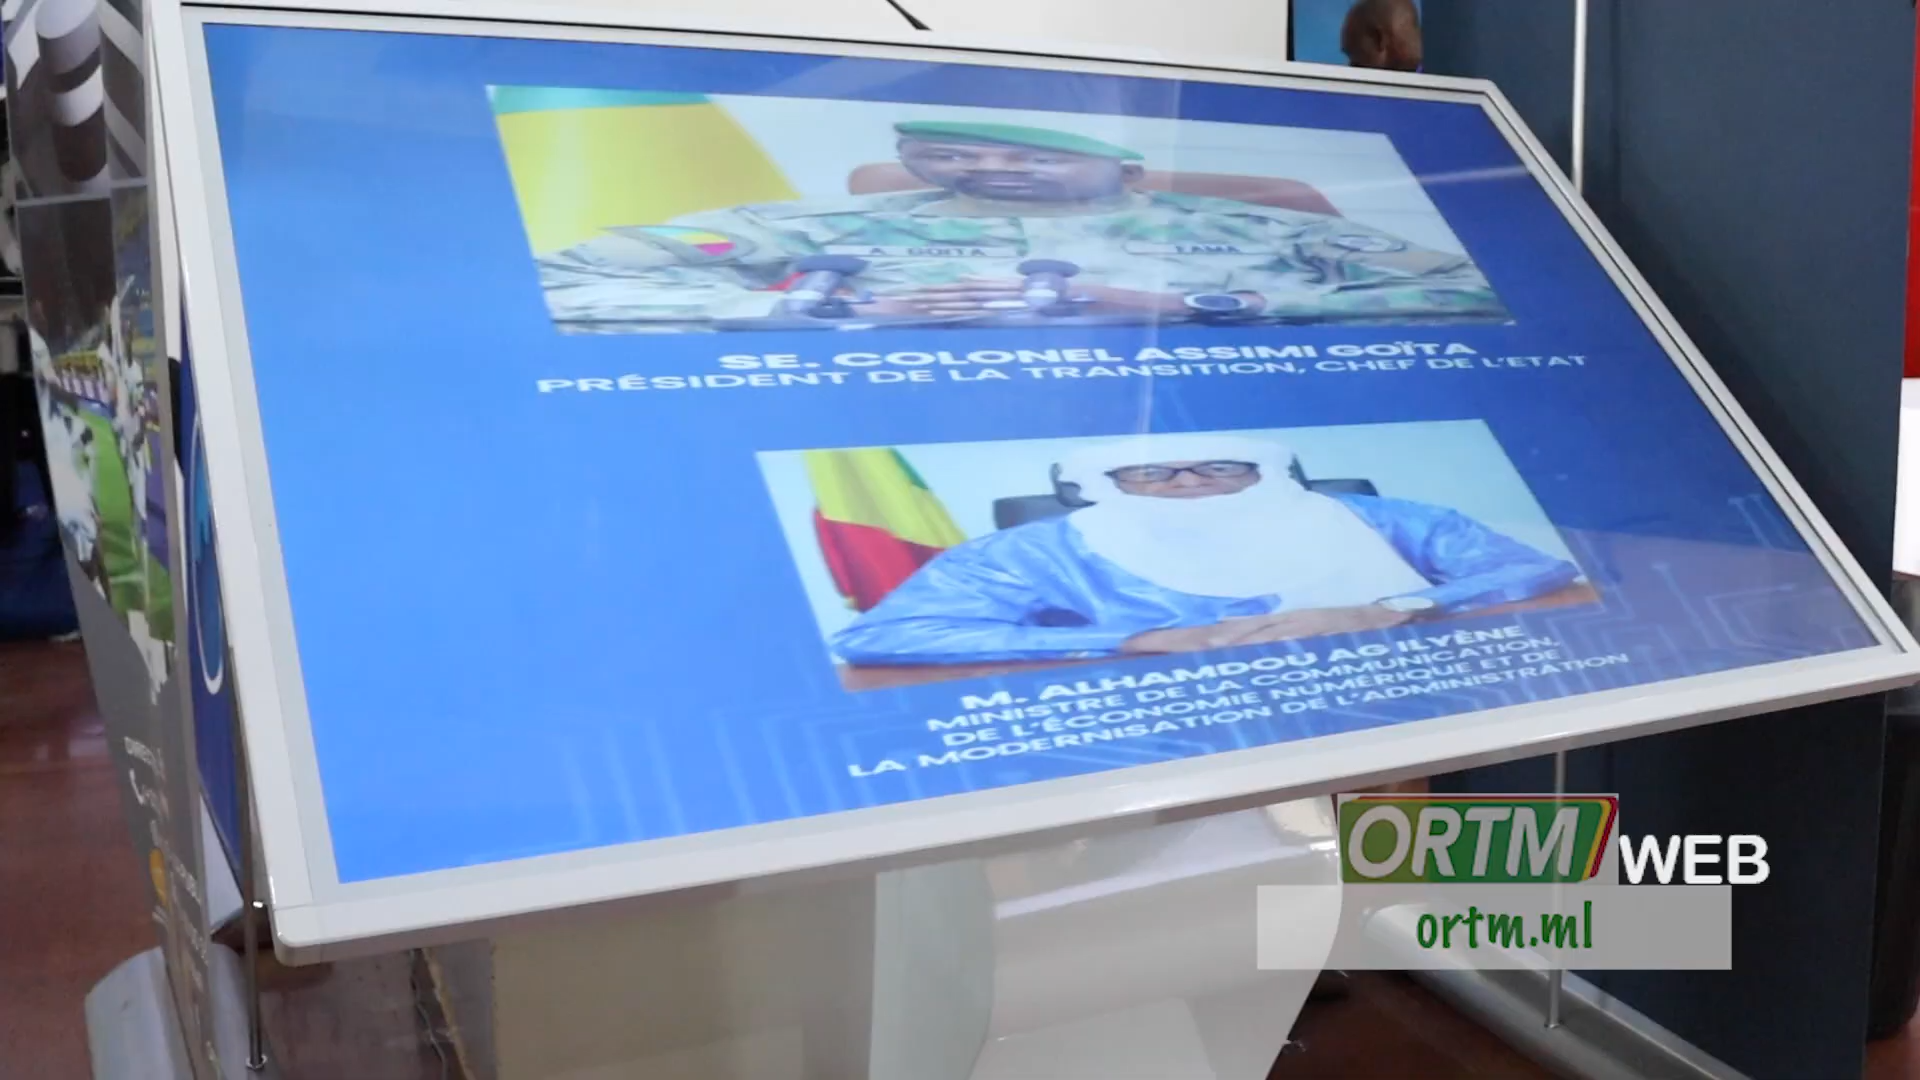 A. GOITA
FAMA
SE. COLONEL ASSIMI GOÏTA
PRÉSIDENT DE LA TRANSITION, CHEF DE L'ETAT
M. ALHAMDOU AG ILYÈNE
MINISTRE DE LA COMMUNICATION,
DE L'ÉCONOMIE NUMÉRIQUE ET DE
LA MODERNISATION DE L'ADMINISTRATION
ORTM WEB
ortm.ml